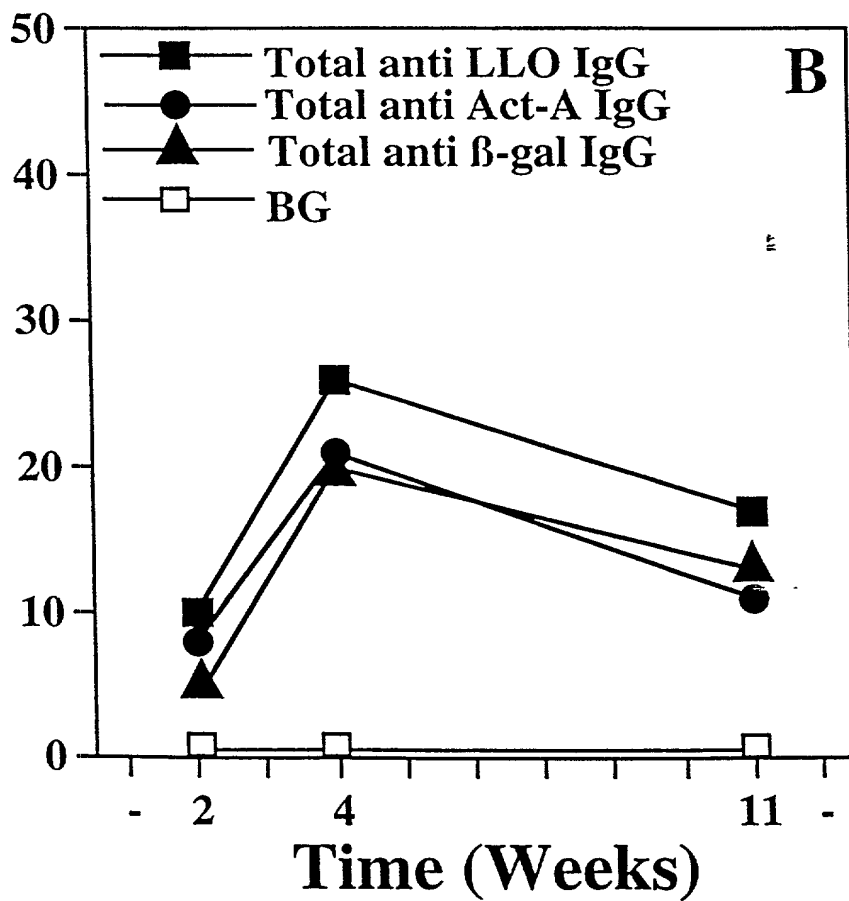 50
Total anti LLO IgG
B
Total anti Act-A IgG
Total anti ß-gal IgG
40
BG
30
20
10
0
- 2 4 11 -
Time (Weeks)